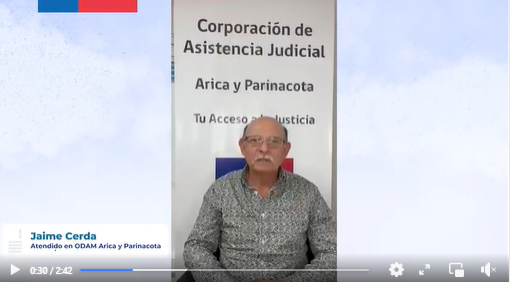 Corporación de
Asistencia Judicial
Arica y Parinacota
Tu Acceso a la Justicia
Jaime Cerda
Atendido en ODAM Arica y Parinacota
0:30 / 2:42